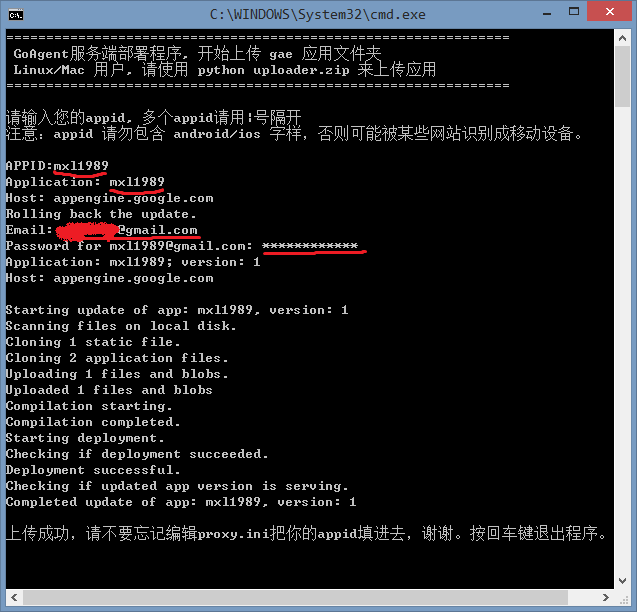 C:\WINDOWS\System32\cmd.exe
===============================================================
GoAgent服务端部署程序, 开始上传 gae 应用文件夹
Linux/Mac 用户, 请使用 python uploader.zip 来上传应用
===============================================================
请输入您的appid, 多个appid请用|号隔开
注意：appid 请勿包含 android/ios 字样，否则可能被某些网站识别成移动设备。
APPID:mxl1989
Application: mxl1989
Host: appengine.google.com
Rolling back the update.
Email: @gmail.com
Password for mxl1989@gmail.com: ************
Application: mxl1989; version: 1
Host: appengine.google.com
Starting update of app: mxl1989, version: 1
Scanning files on local disk.
Cloning 1 static file.
Cloning 2 application files.
Uploading 1 files and blobs.
Uploaded 1 files and blobs
Compilation starting.
Compilation completed.
Starting deployment.
Checking if deployment succeeded.
Deployment successful.
Checking if updated app version is serving.
Completed update of app: mxl1989, version: 1
上传成功，请不要忘记编辑proxy.ini把你的appid填进去，谢谢。按回车键退出程序。